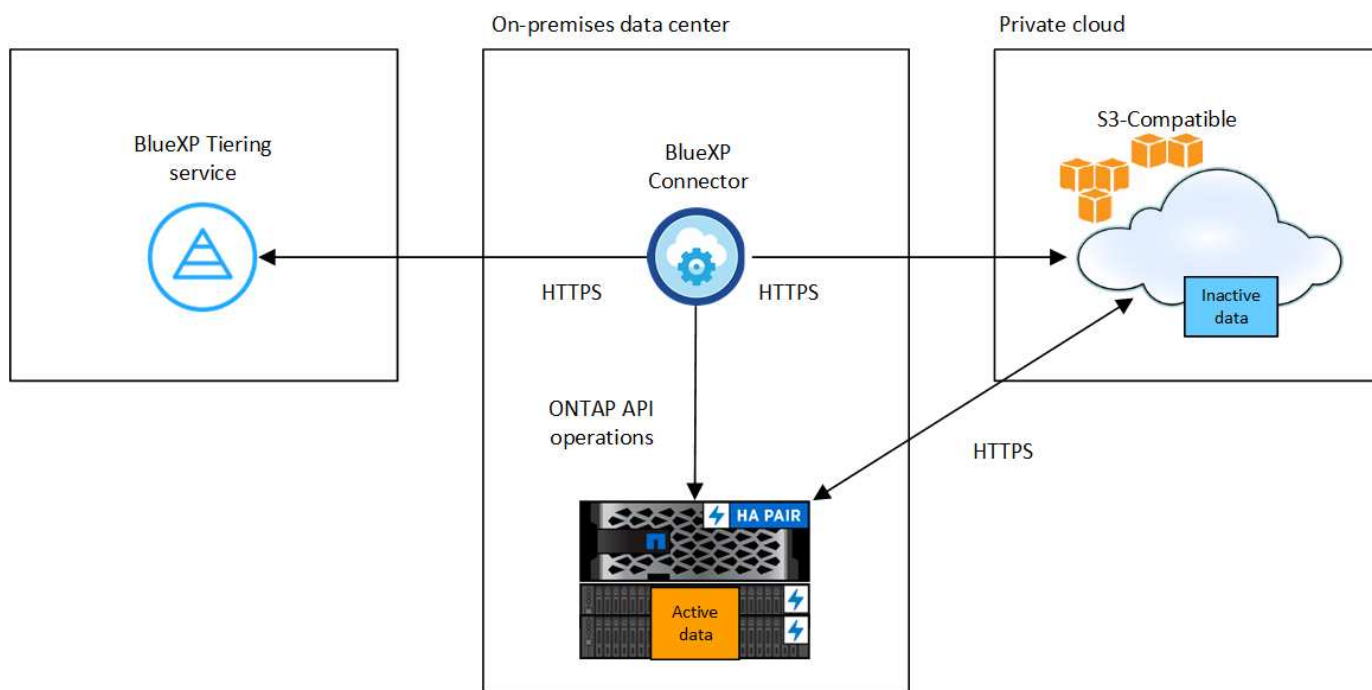 On-premises data center
Private cloud
BlueXP Tiering
service
BlueXP
Connector
S3-Compatible
HTTPS
HTTPS
Inactive
data
ONTAP API
operations
HTTPS
HA PAIR
Active
data